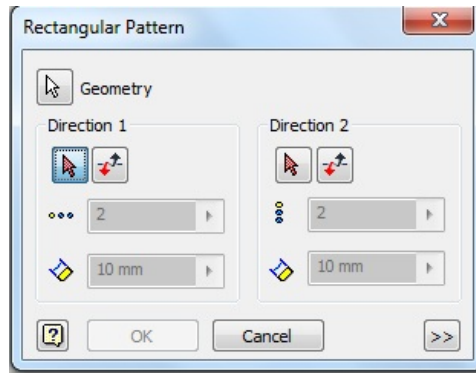 Rectangular Pattern
Geometry
Direction 1
Direction 2
2
2
10 mm
10 mm
OK
Cancel
>>